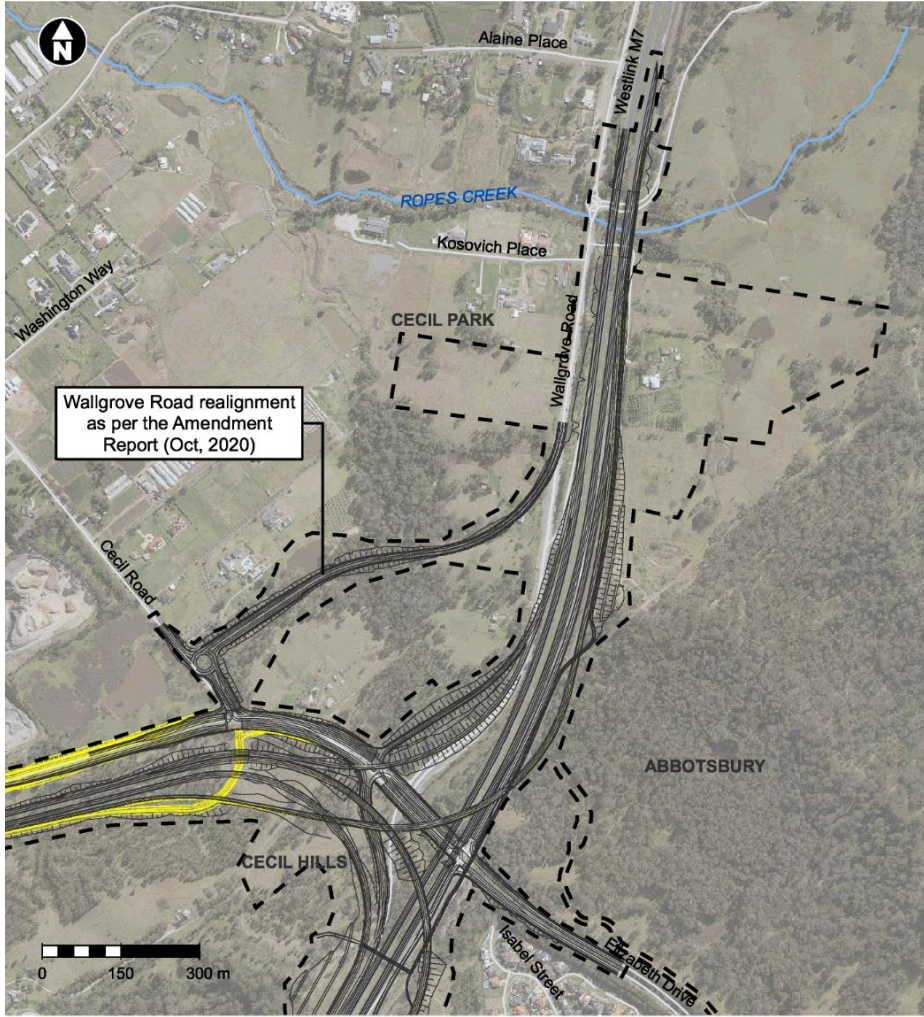 N
Alaine Place
Westlink M7
ROPES CREEK
Kosovich Place
Washington Way
CECIL PARK
Wallgrove Road
Wallgrove Road realignment
as per the Amendment
Report (Oct, 2020)
Cecil Road
ABBOTSBURY
CECIL HILLS
Isabel Street
Elizabeth Drive
0 150 300 m